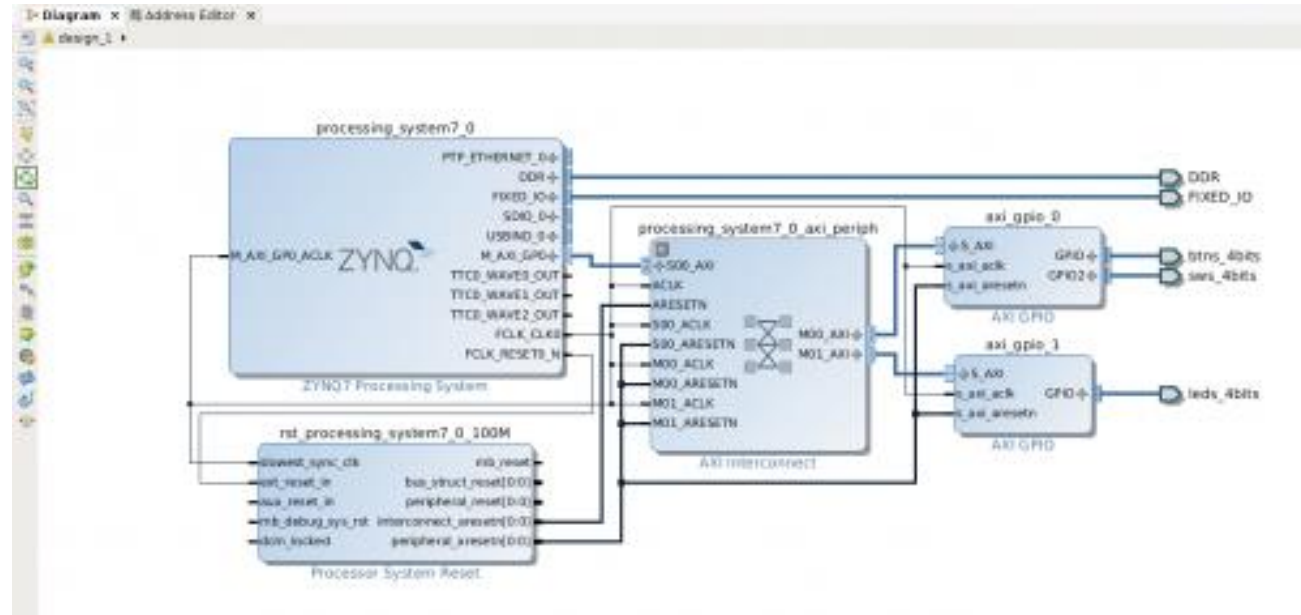 Diagram × Address Editor ×
design_1
processing_system7_0
PTP_ETHERNET_0
DDR
FIXED_IO
SDIO_0
USBIND_0
M_AXI_GP0_ACLK ZYNQ M_AXI_GP0
TTC0_WAVE0_OUT
TTC0_WAVE1_OUT
TTC0_WAVE2_OUT
FCLK_CLK0
FCLK_RESET0_N
ZYNQ7 Processing System
rst_processing_system7_0_100M
slowest_sync_clk mb_reset
ext_reset_in bus_struct_reset[0:0]
aux_reset_in peripheral_reset[0:0]
mb_debug_sys_rst interconnect_aresetn[0:0]
dcm_locked peripheral_aresetn[0:0]
Processor System Reset
processing_system7_0_axi_periph
S00_AXI
ACLK
ARESETN
S00_ACLK
S00_ARESETN M00_AXI
M00_ACLK M01_AXI
M00_ARESETN
M01_ACLK
M01_ARESETN
AXI Interconnect
axi_gpio_0
S_AXI
s_axi_aclk GPIO
s_axi_aresetn GPIO2
AXI GPIO
axi_gpio_1
S_AXI
s_axi_aclk GPIO
s_axi_aresetn
AXI GPIO
DDR
FIXED_IO
btns_4bits
sws_4bits
leds_4bits